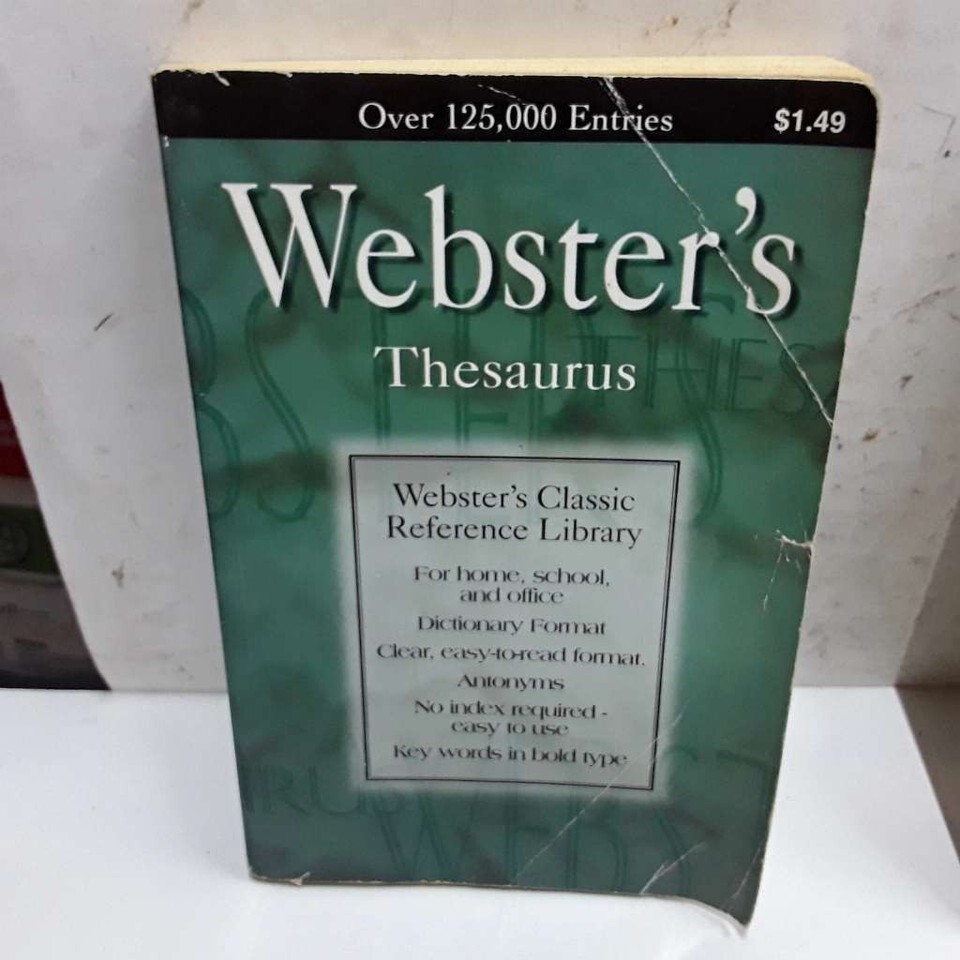 Over 125,000 Entries $1.49
Webster's
Thesaurus
Webster's Classic
Reference Library
For home, school,
and office
Dictionary Format
Clear, easy-to-read format.
Antonyms
No index required -
easy to use
Key words in bold type